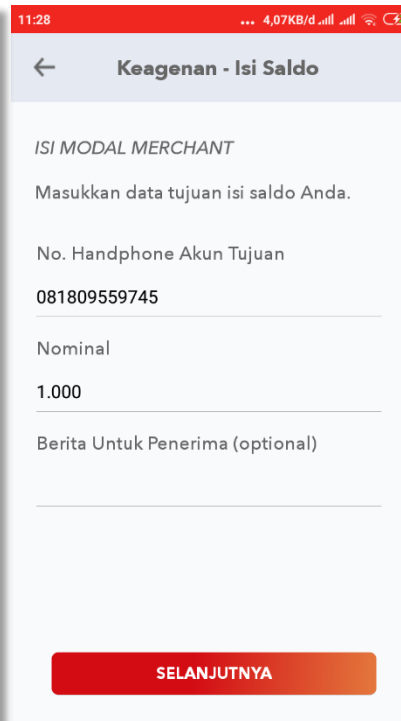 11:28
... 4,07KB/d
Keagenan - Isi Saldo
ISI MODAL MERCHANT
Masukkan data tujuan isi saldo Anda.
No. Handphone Akun Tujuan
081809559745
Nominal
1.000
Berita Untuk Penerima (optional)
SELANJUTNYA